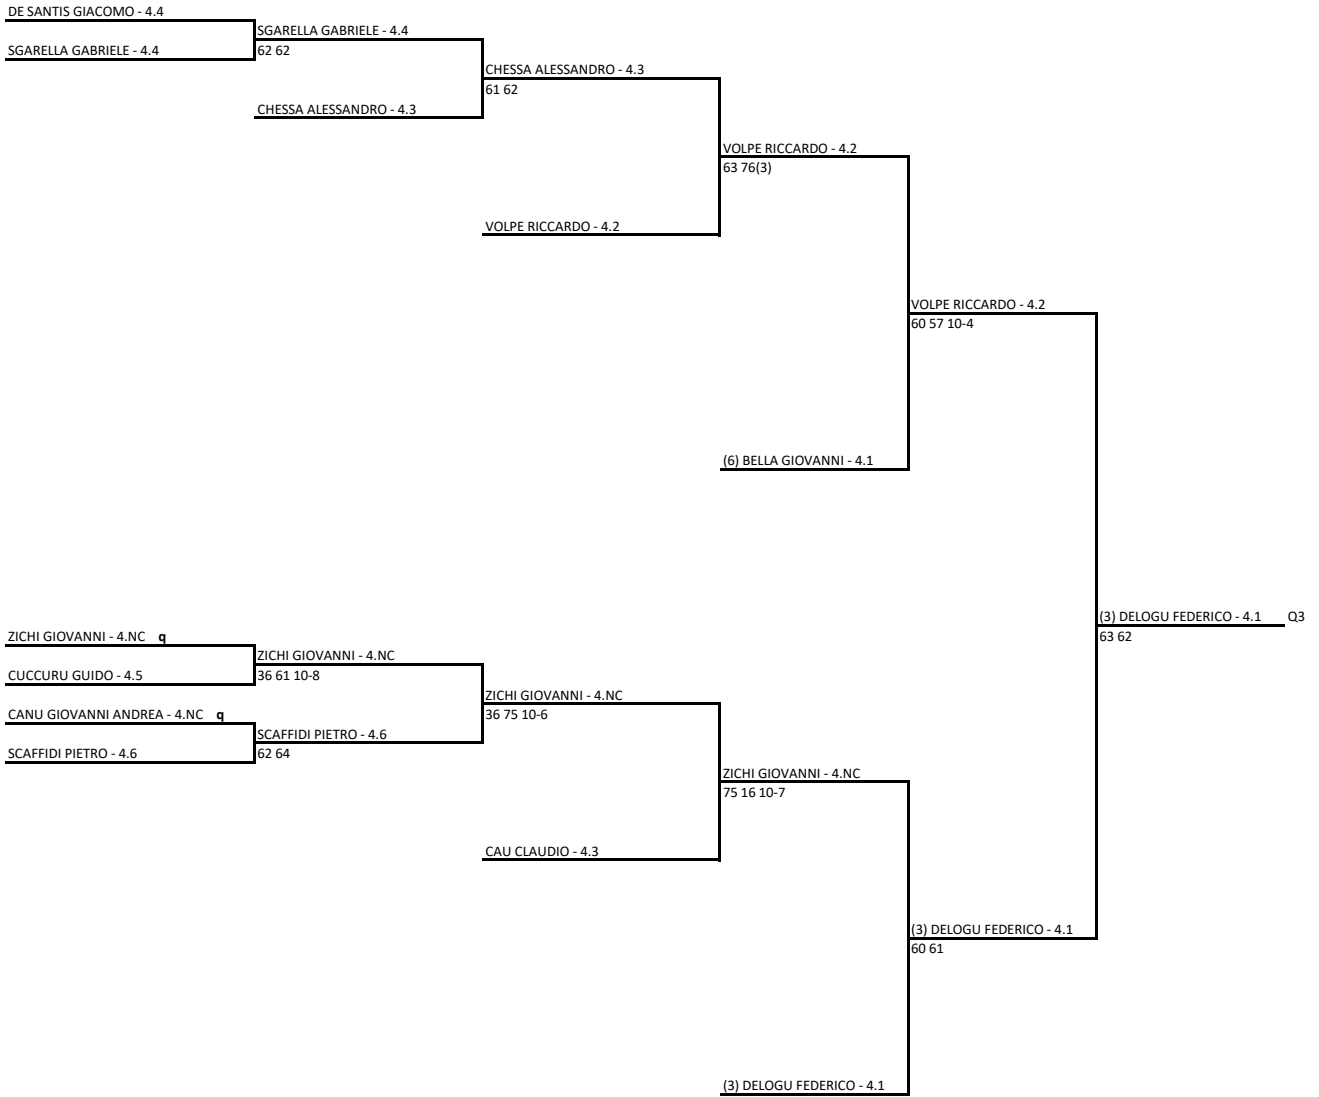 DE SANTIS GIACOMO - 4.4
SGARELLA GABRIELE - 4.4
SGARELLA GABRIELE - 4.4
62 62
CHESSA ALESSANDRO - 4.3
CHESSA ALESSANDRO - 4.3
61 62
VOLPE RICCARDO - 4.2
VOLPE RICCARDO - 4.2
63 76(3)
(6) BELLA GIOVANNI - 4.1
VOLPE RICCARDO - 4.2
60 57 10-4
ZICHI GIOVANNI - 4.NC q
CUCCURU GUIDO - 4.5
ZICHI GIOVANNI - 4.NC
36 61 10-8
CANU GIOVANNI ANDREA - 4.NC q
SCAFFIDI PIETRO - 4.6
SCAFFIDI PIETRO - 4.6
62 64
ZICHI GIOVANNI - 4.NC
36 75 10-6
CAU CLAUDIO - 4.3
ZICHI GIOVANNI - 4.NC
75 16 10-7
(3) DELOGU FEDERICO - 4.1
(3) DELOGU FEDERICO - 4.1
60 61
(3) DELOGU FEDERICO - 4.1 Q3
63 62